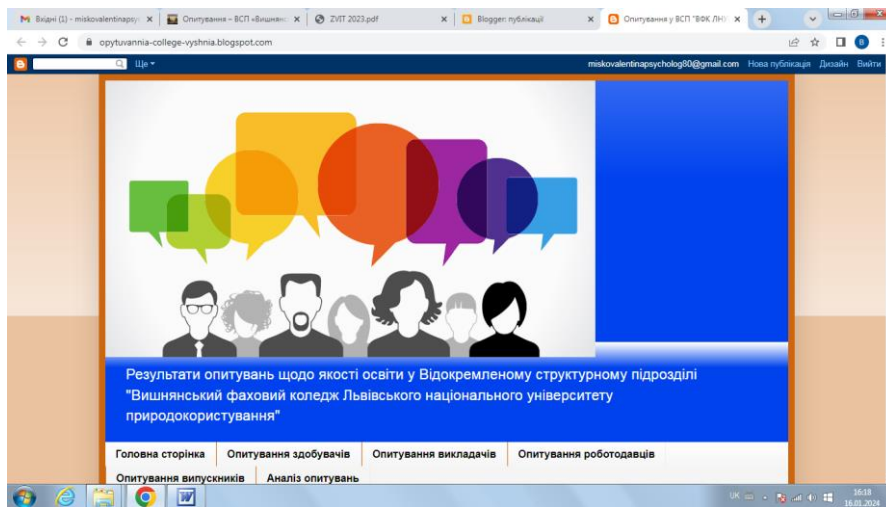 Вхідні (1) - miskovalentinapsy
Опитування – ВСП «Вишнян
ZVIT 2023.pdf
Blogger: публікації
Опитування у ВСП "ВФК ЛН
opytuvannia-college-vyshnia.blogspot.com
B
Ще
miskovalentinapsycholog80@gmail.com Нова публікація Дизайн Вийти
Результати опитувань щодо якості освіти у Відокремленому структурному підрозділі
"Вишнянський фаховий коледж Львівського національного університету
природокористування"
Головна сторінка Опитування здобувачів Опитування викладачів Опитування роботодавців
Опитування випускників Аналіз опитувань
UK
16:18
16.01.2024